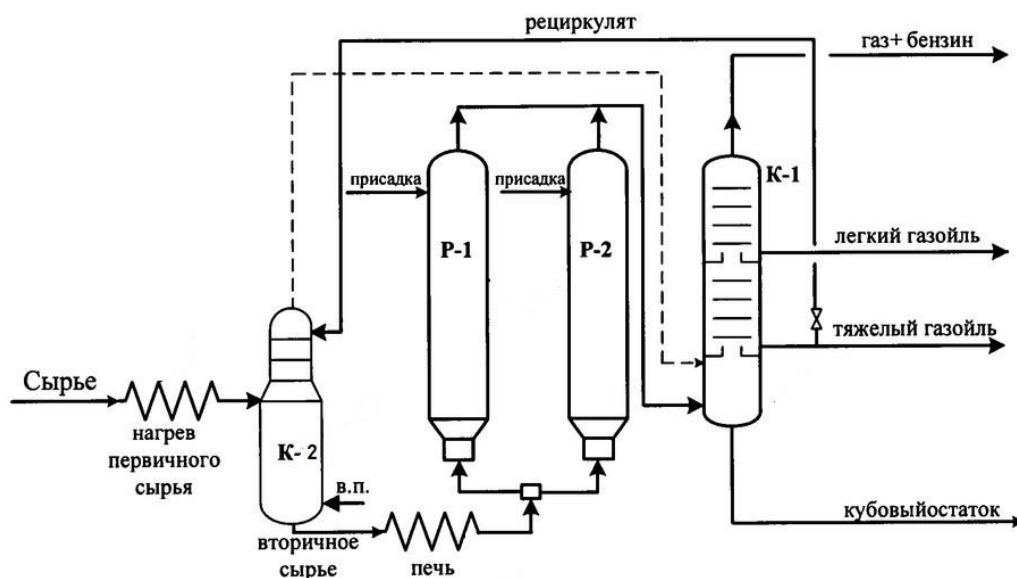 рециркулят
газ+ бензин
присадка
присадка
К-1
Р-1
Р-2
легкий газойль
тяжелый газойль
Сырье
нагрев
первичного
сырья
К- 2
в.п.
вторичное
сырье
печь
кубовыйостаток